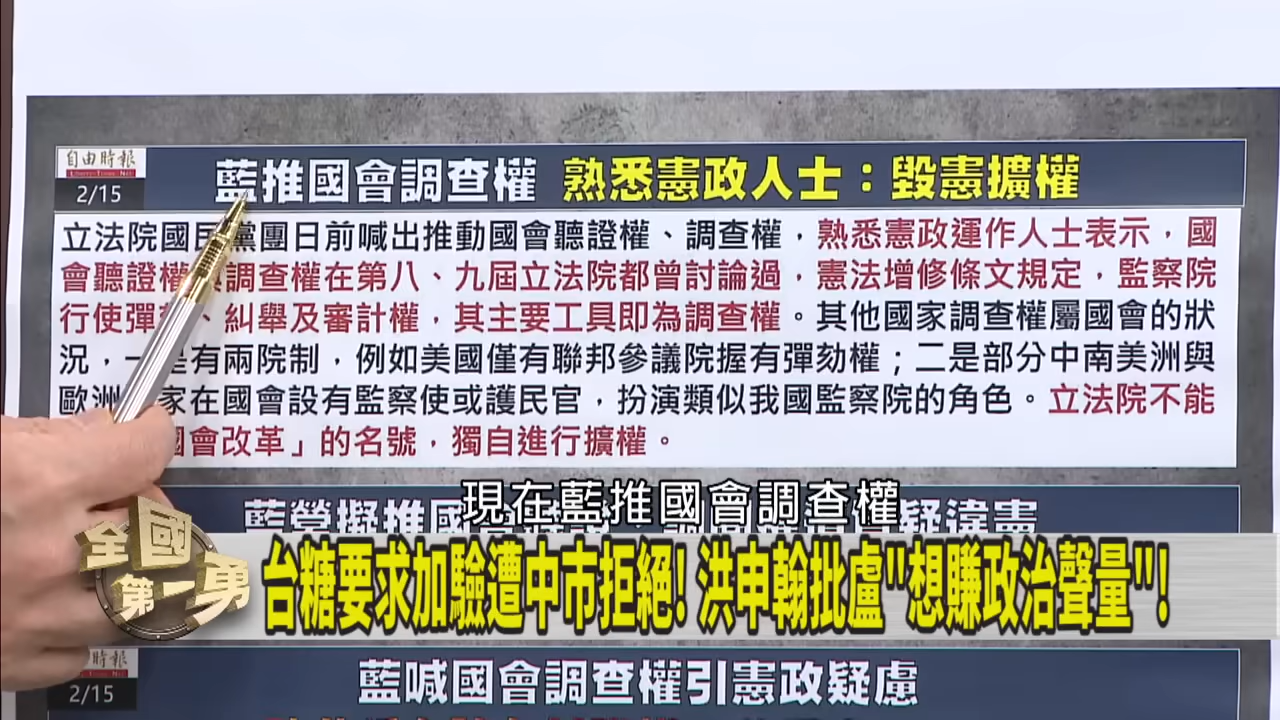 自由時報
Liberty Times Net
2/15
藍推國會調查權 熟悉憲政人士：毀憲擴權
立法院國民黨團日前喊出推動國會聽證權、調查權，熟悉憲政運作人士表示，國
會聽證權 調查權在第八、九屆立法院都曾討論過，憲法增修條文規定，監察院
行使彈 、糾舉及審計權，其主要工具即為調查權。其他國家調查權屬國會的狀
況，一是有兩院制，例如美國僅有聯邦參議院握有彈劾權；二是部分中南美洲與
歐洲 家在國會設有監察使或護民官，扮演類似我國監察院的角色。立法院不能
國會改革」的名號，獨自進行擴權。
藍營擬推國會 疑違憲
現在藍推國會調查權
全國第一勇
台糖要求加驗遭中市拒絕! 洪申翰批盧"想賺政治聲量"!
時報
2/15
藍喊國會調查權引憲政疑慮